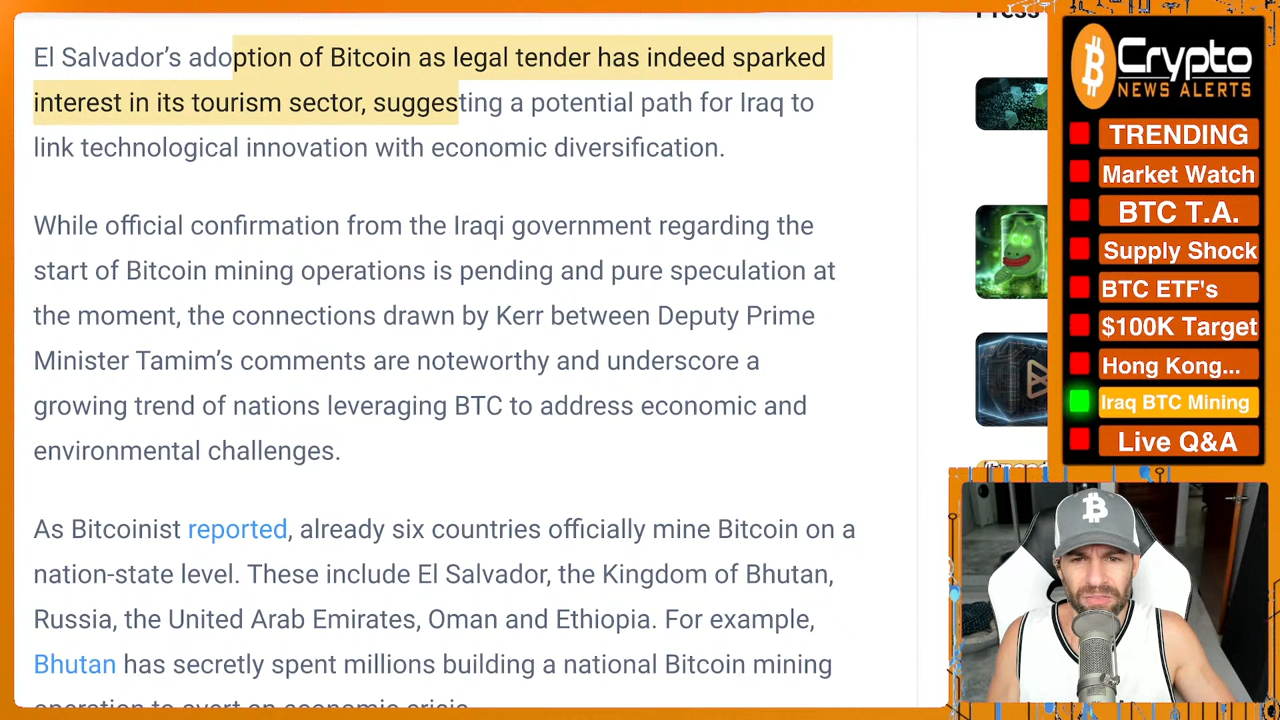 El Salvador’s adoption of Bitcoin as legal tender has indeed sparked
interest in its tourism sector, suggesting a potential path for Iraq to
link technological innovation with economic diversification.
While official confirmation from the Iraqi government regarding the
start of Bitcoin mining operations is pending and pure speculation at
the moment, the connections drawn by Kerr between Deputy Prime
Minister Tamim’s comments are noteworthy and underscore a
growing trend of nations leveraging BTC to address economic and
environmental challenges.
As Bitcoinist reported, already six countries officially mine Bitcoin on a
nation-state level. These include El Salvador, the Kingdom of Bhutan,
Russia, the United Arab Emirates, Oman and Ethiopia. For example,
Bhutan has secretly spent millions building a national Bitcoin mining
operation to avert an economic crisis.
Crypto
NEWS ALERTS
TRENDING
Market Watch
BTC T.A.
Supply Shock
BTC ETF's
$100K Target
Hong Kong...
Iraq BTC Mining
Live Q&A